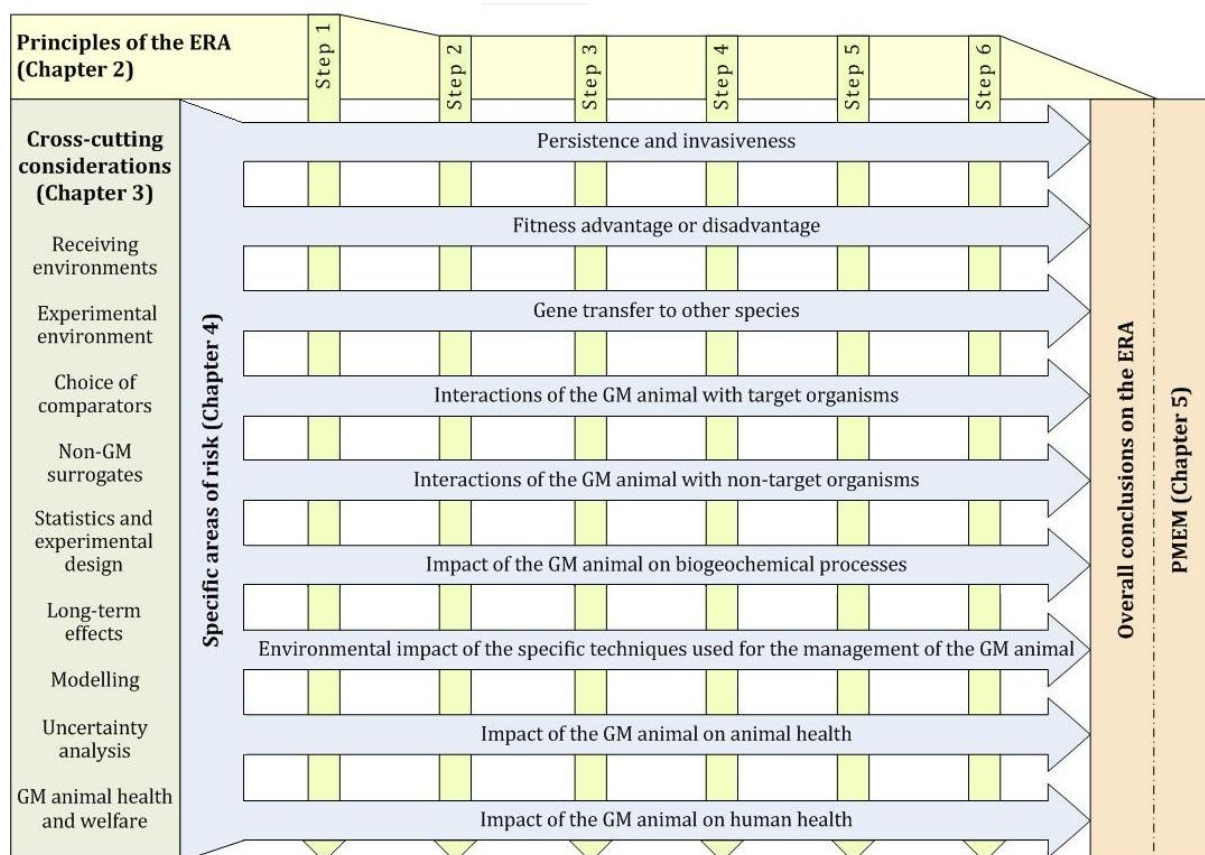 Principles of the ERA
(Chapter 2)
Step 1
Step 2
Step 3
Step 4
Step 5
Step 6
Cross-cutting
considerations
(Chapter 3)
Receiving
environments
Experimental
environment
Choice of
comparators
Non-GM
surrogates
Statistics and
experimental
design
Long-term
effects
Modelling
Uncertainty
analysis
GM animal health
and welfare
Specific areas of risk (Chapter 4)
Persistence and invasiveness
Fitness advantage or disadvantage
Gene transfer to other species
Interactions of the GM animal with target organisms
Interactions of the GM animal with non-target organisms
Impact of the GM animal on biogeochemical processes
Environmental impact of the specific techniques used for the management of the GM animal
Impact of the GM animal on animal health
Impact of the GM animal on human health
Overall conclusions on the ERA
PMEM (Chapter 5)